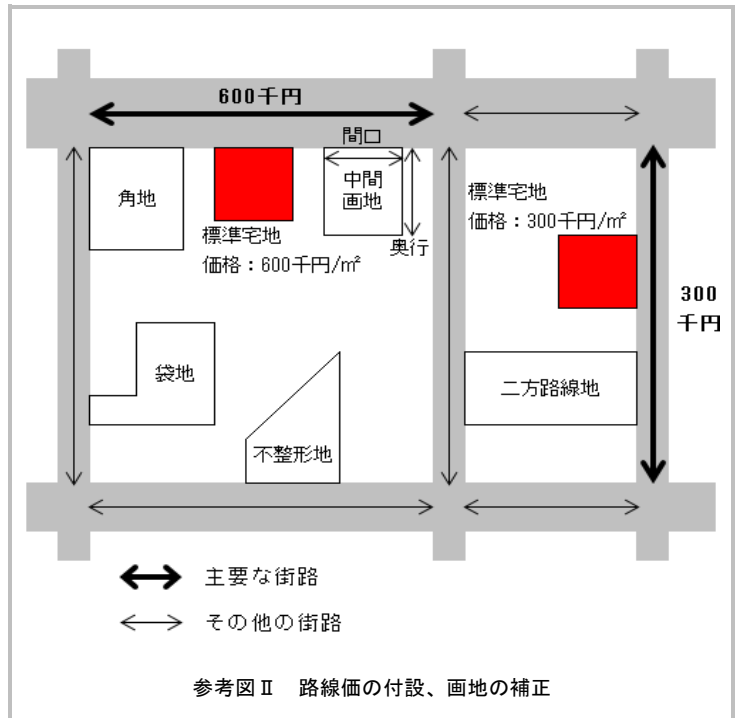 600千円
間口
中間
画地
角地
奥行
標準宅地
価格：600千円/㎡
標準宅地
価格：300千円/㎡
300
千円
袋地
不整形地
二方路線地
主要な街路
その他の街路
参考図Ⅱ　路線価の付設、画地の補正